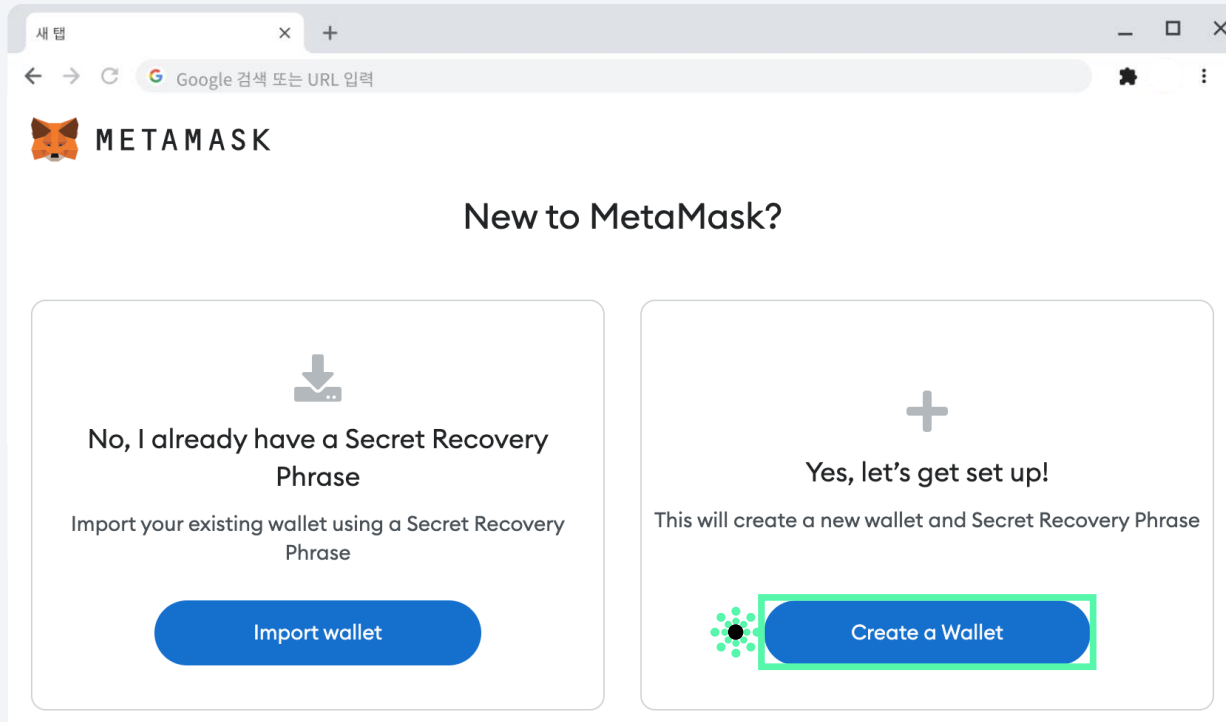 새 탭
Google 검색 또는 URL 입력
METAMASK
New to MetaMask?
No, I already have a Secret Recovery
Phrase
Import your existing wallet using a Secret Recovery
Phrase
Import wallet
Yes, let’s get set up!
This will create a new wallet and Secret Recovery Phrase
Create a Wallet